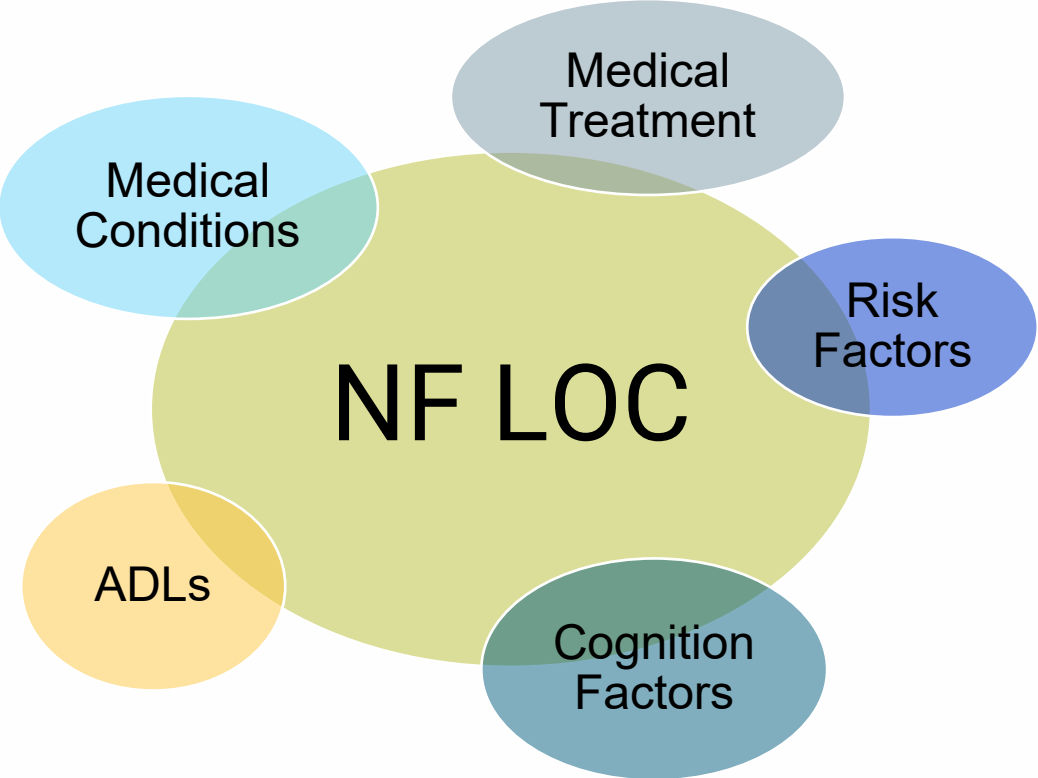 Medical
Treatment
Medical
Conditions
Risk
Factors
NF LOC
ADLs
Cognition
Factors